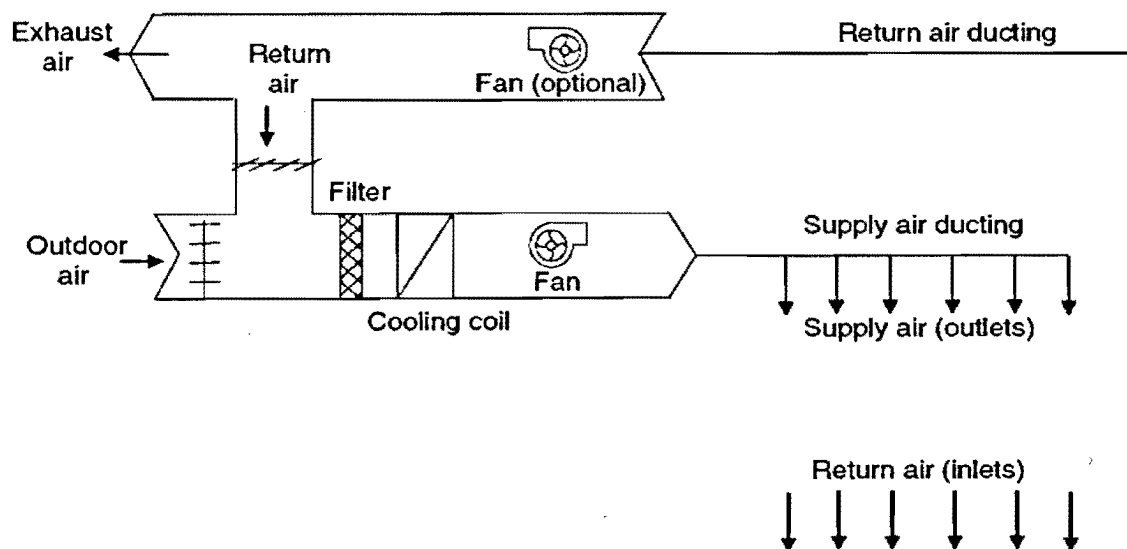 Exhaust
air
Return
air
Fan (optional)
Return air ducting
Filter
Outdoor
air
Fan
Cooling coil
Supply air ducting
Supply air (outlets)
Return air (inlets)